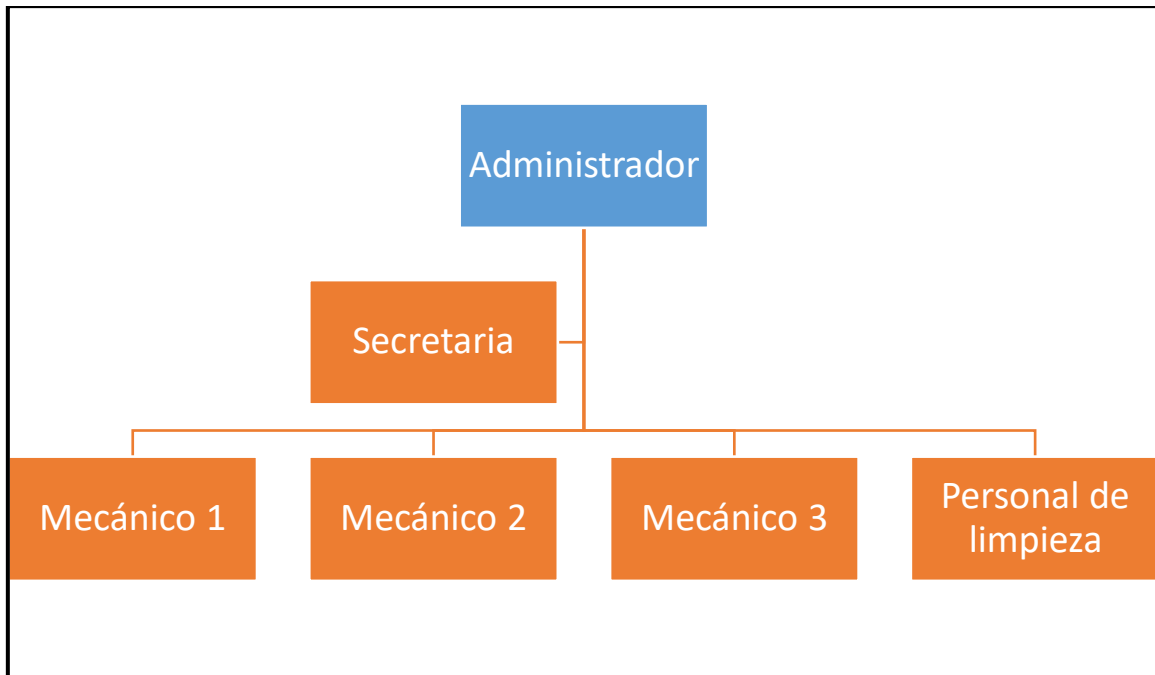 Administrador
Secretaria
Mecánico 1
Mecánico 2
Mecánico 3
Personal de
limpieza